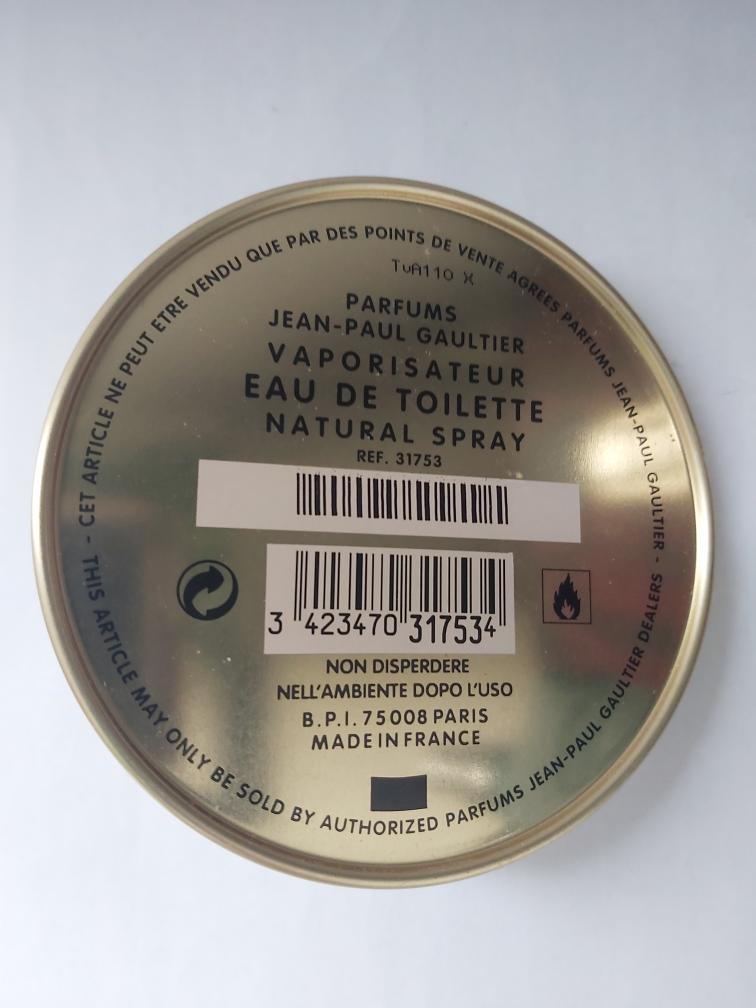 - CET ARTICLE NE PEUT ETRE VENDU QUE PAR DES POINTS DE VENTE AGREES PARFUMS JEAN-PAUL GAULTIER -
TVA110 X
PARFUMS
JEAN-PAUL GAULTIER
VAPORISATEUR
EAU DE TOILETTE
NATURAL SPRAY
REF. 31753
3 423470 317534
NON DISPERDERE
NELL'AMBIENTE DOPO L'USO
B.P.I. 75008 PARIS
MADE IN FRANCE
THIS ARTICLE MAY ONLY BE SOLD BY AUTHORIZED PARFUMS JEAN-PAUL GAULTIER DEALERS